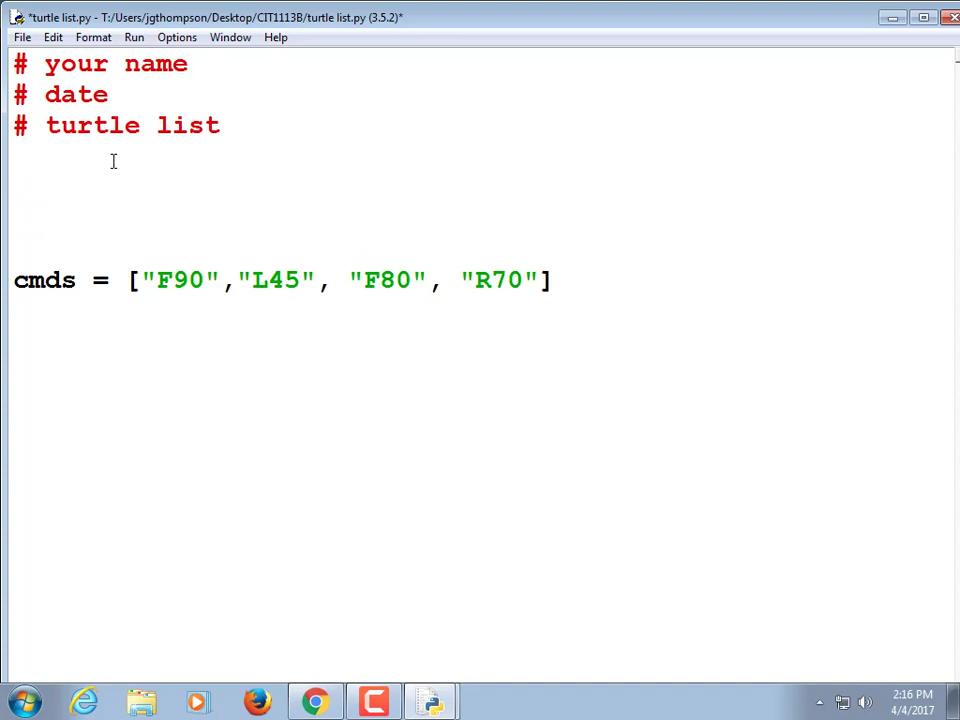 *turtle list.py - T:/Users/jgthompson/Desktop/CIT1113B/turtle list.py (3.5.2)*
File Edit Format Run Options Window Help
# your name
# date
# turtle list
cmds = ["F90","L45", "F80", "R70"]
2:16 PM
4/4/2017